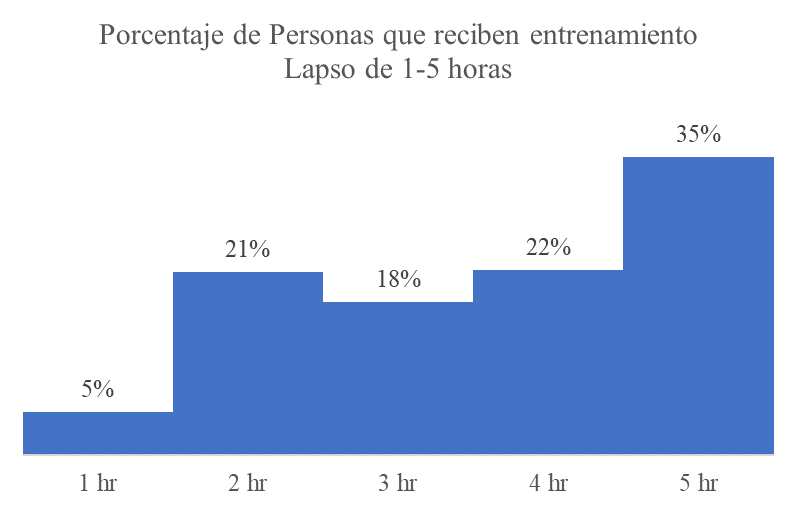 Porcentaje de Personas que reciben entrenamiento
Lapso de 1-5 horas
35%
21%
22%
18%
5%
1 hr
2 hr
3 hr
4 hr
5 hr